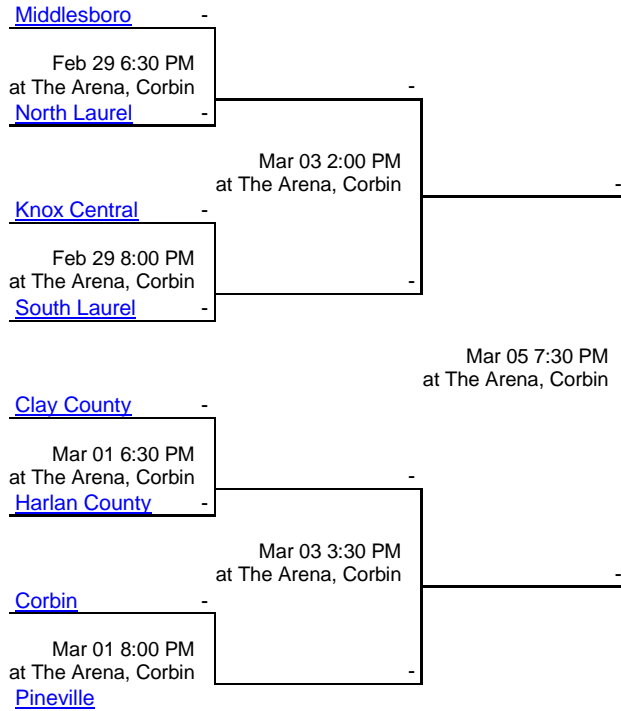 Middlesboro -
Feb 29 6:30 PM
at The Arena, Corbin
North Laurel -
-
Mar 03 2:00 PM
at The Arena, Corbin
-
Knox Central -
Feb 29 8:00 PM
at The Arena, Corbin
South Laurel -
-
Mar 05 7:30 PM
at The Arena, Corbin
Clay County -
Mar 01 6:30 PM
at The Arena, Corbin
Harlan County -
-
Mar 03 3:30 PM
at The Arena, Corbin
-
Corbin -
Mar 01 8:00 PM
at The Arena, Corbin
Pineville
-